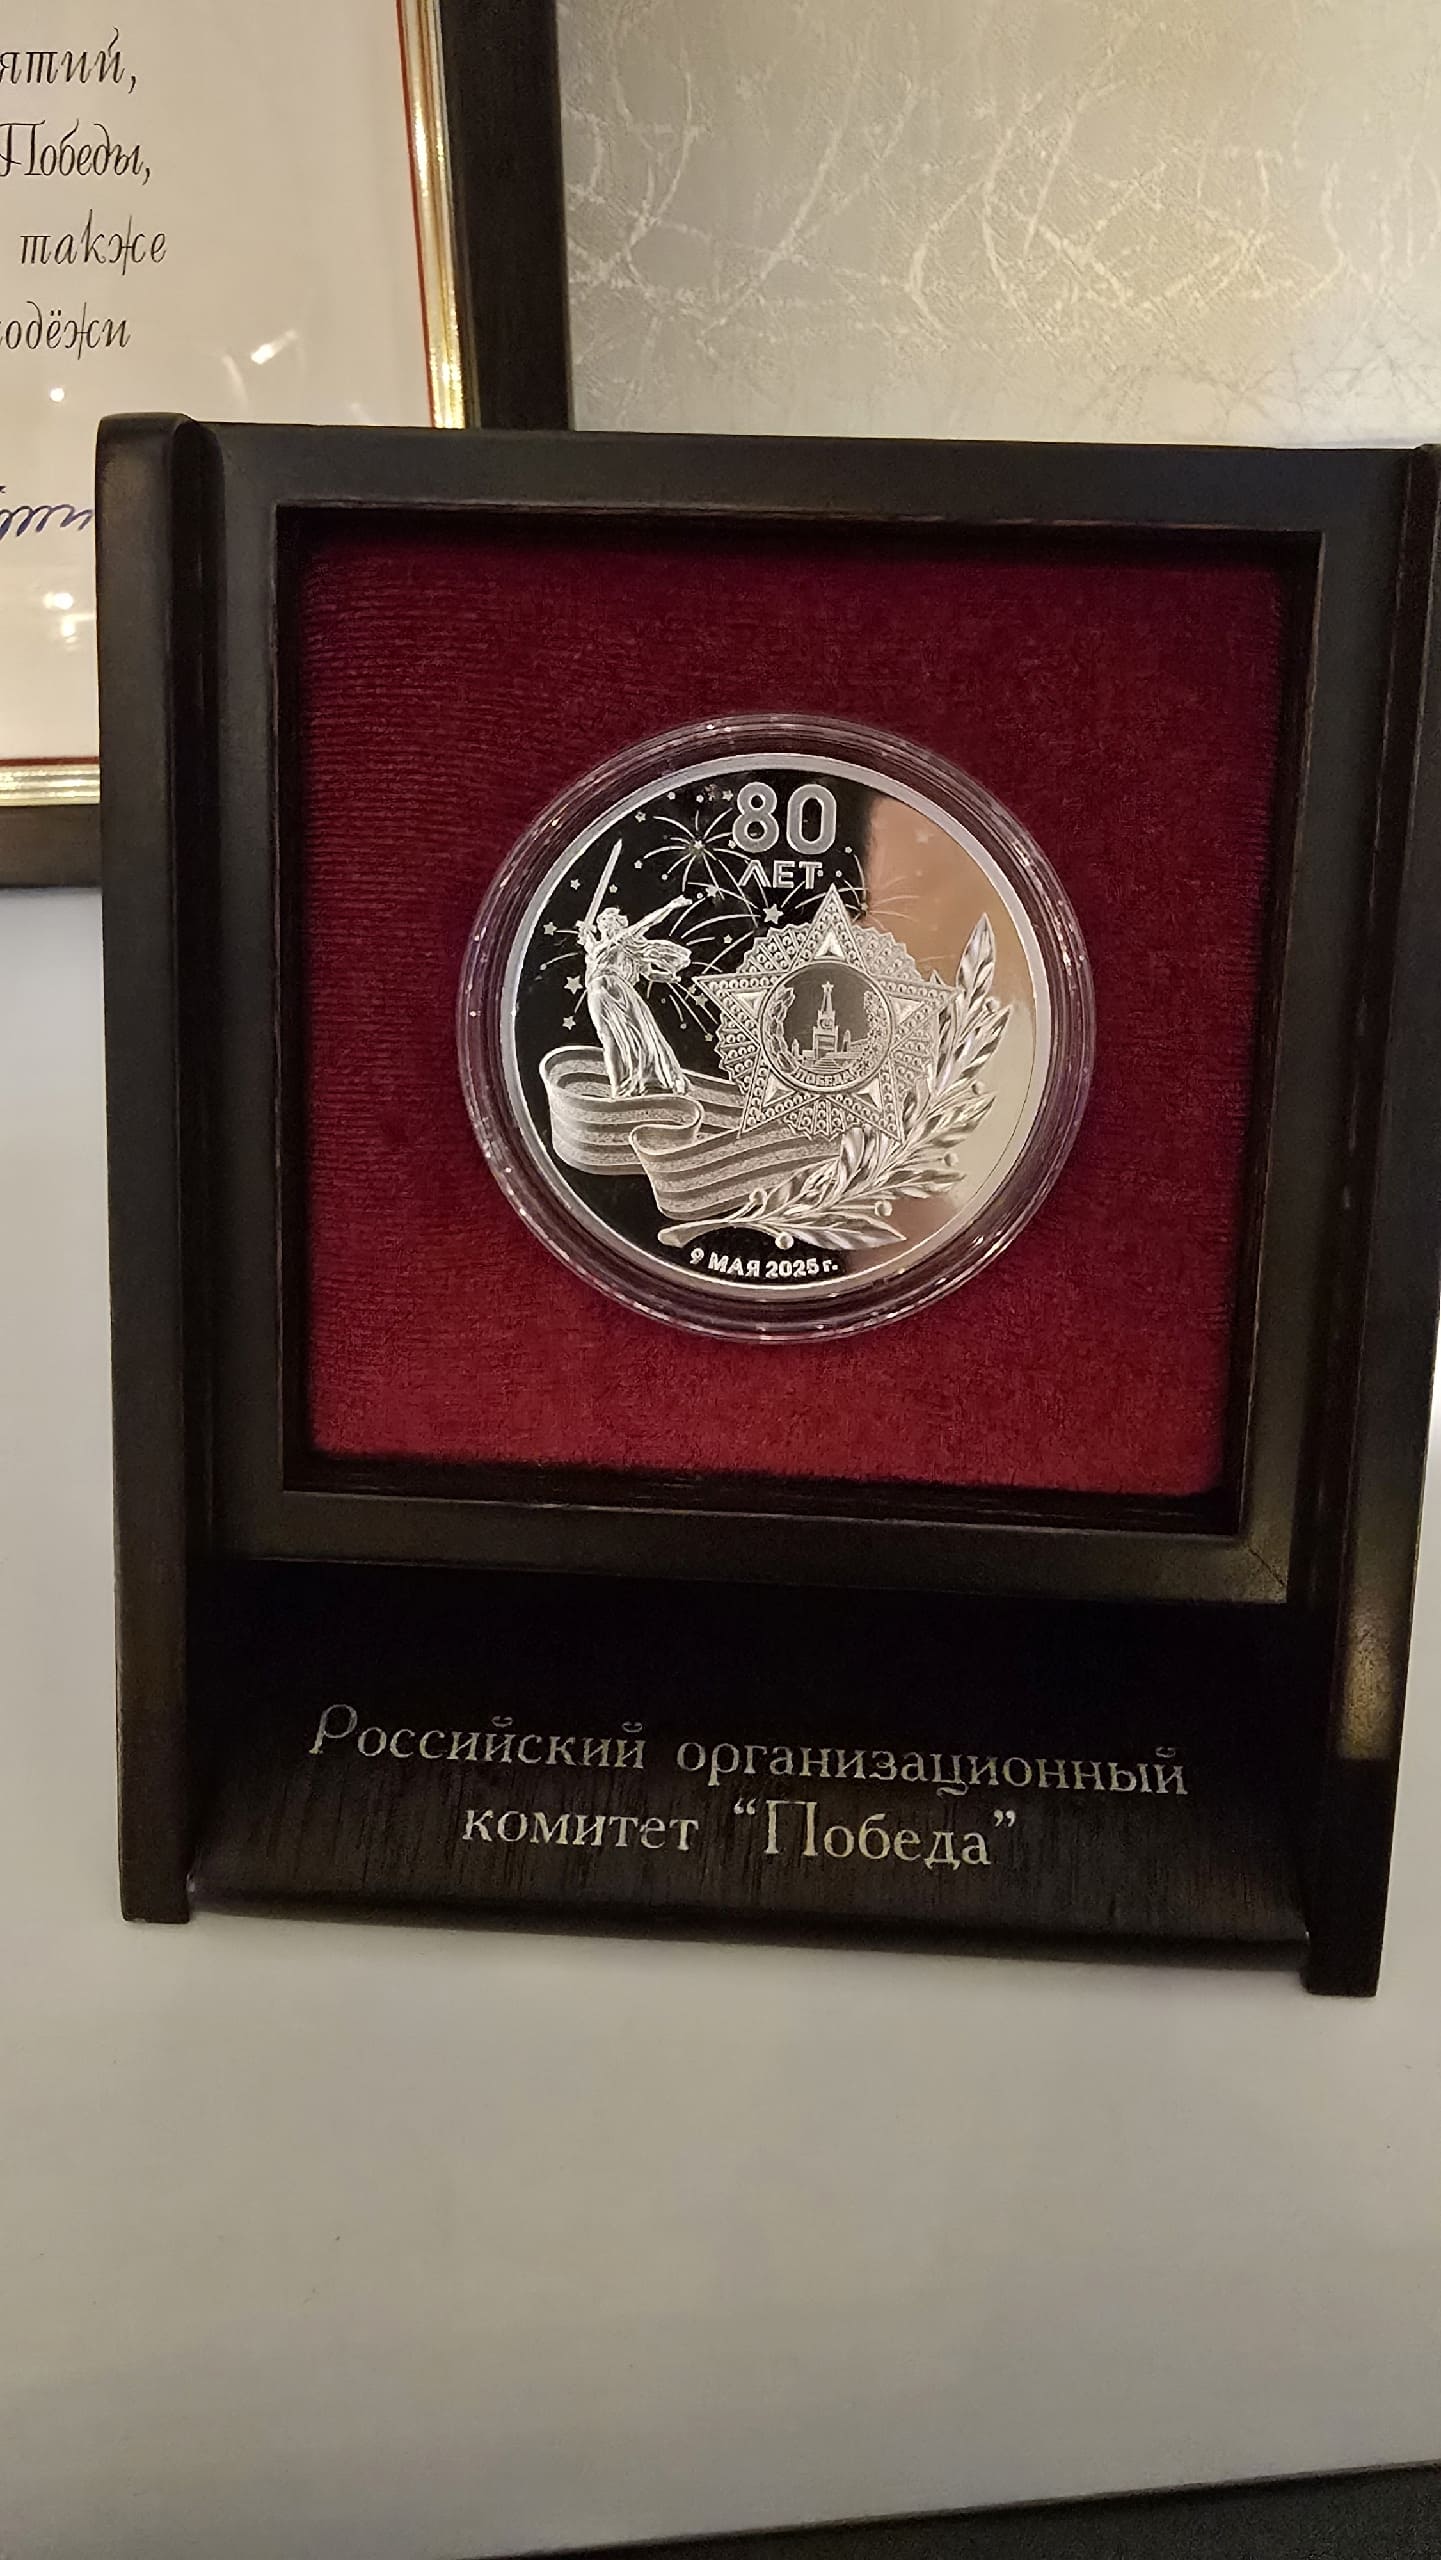 ятий,
Победы,
также
одёжи
80
ЛЕТ
ПОБЕДА
9 МАЯ 2025 г.
Российский организационный
комитет "Победа"